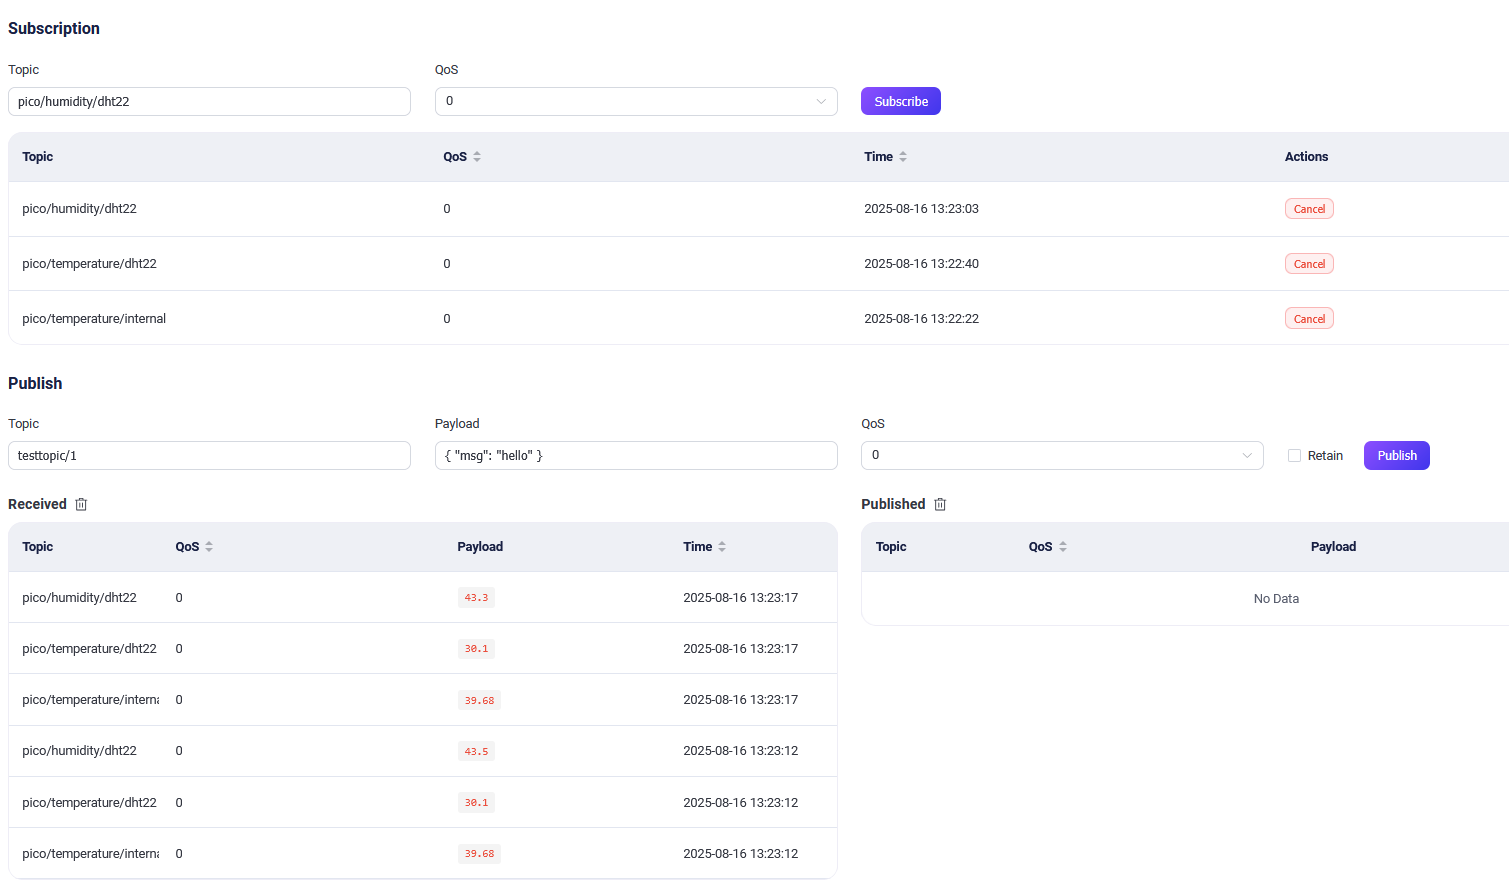 Subscription
Topic QoS
pico/humidity/dht22 0 Subscribe
Topic QoS Time Actions
pico/humidity/dht22 0 2025-08-16 13:23:03 Cancel
pico/temperature/dht22 0 2025-08-16 13:22:40 Cancel
pico/temperature/internal 0 2025-08-16 13:22:22 Cancel
Publish
Topic Payload QoS
testtopic/1 { "msg": "hello" } 0 Retain Publish
Received Published
Topic QoS Payload Time Topic QoS Payload
pico/humidity/dht22 0 43.3 2025-08-16 13:23:17 No Data
pico/temperature/dht22 0 30.1 2025-08-16 13:23:17
pico/temperature/interna 0 39.68 2025-08-16 13:23:17
pico/humidity/dht22 0 43.5 2025-08-16 13:23:12
pico/temperature/dht22 0 30.1 2025-08-16 13:23:12
pico/temperature/interna 0 39.68 2025-08-16 13:23:12